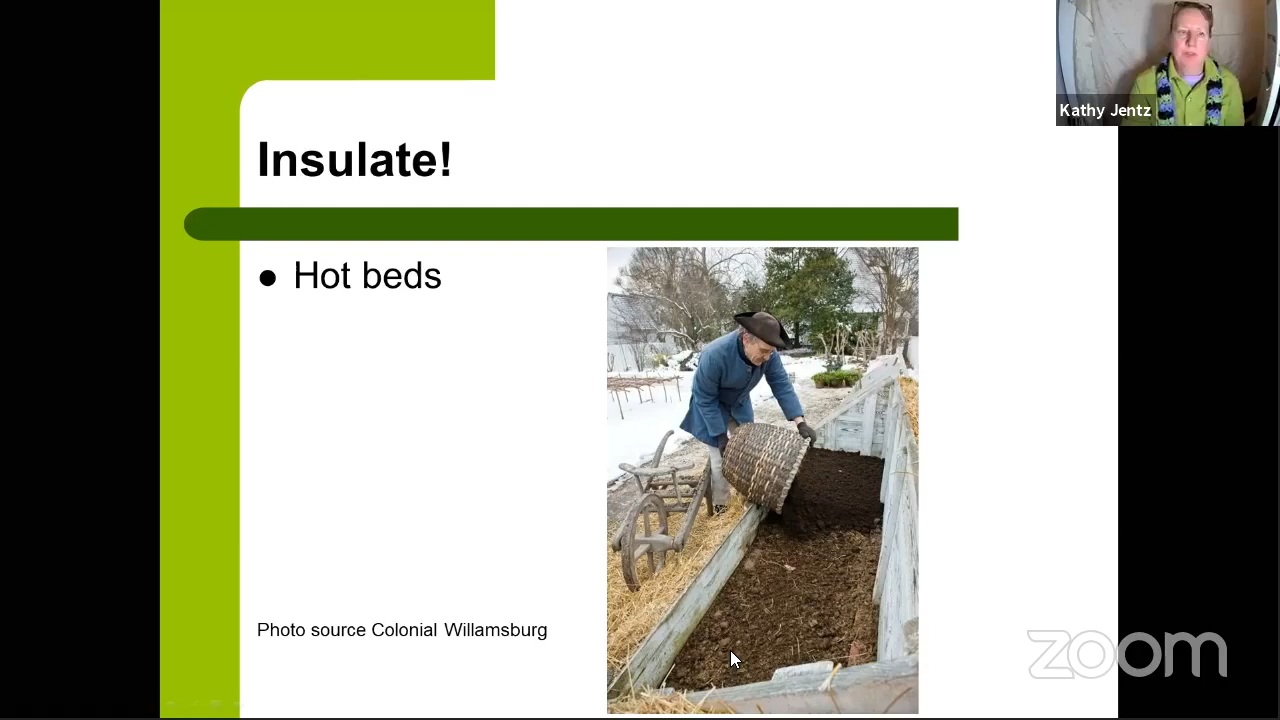 Kathy Jentz
Insulate!
Hot beds
Photo source Colonial Willamsburg
zoom